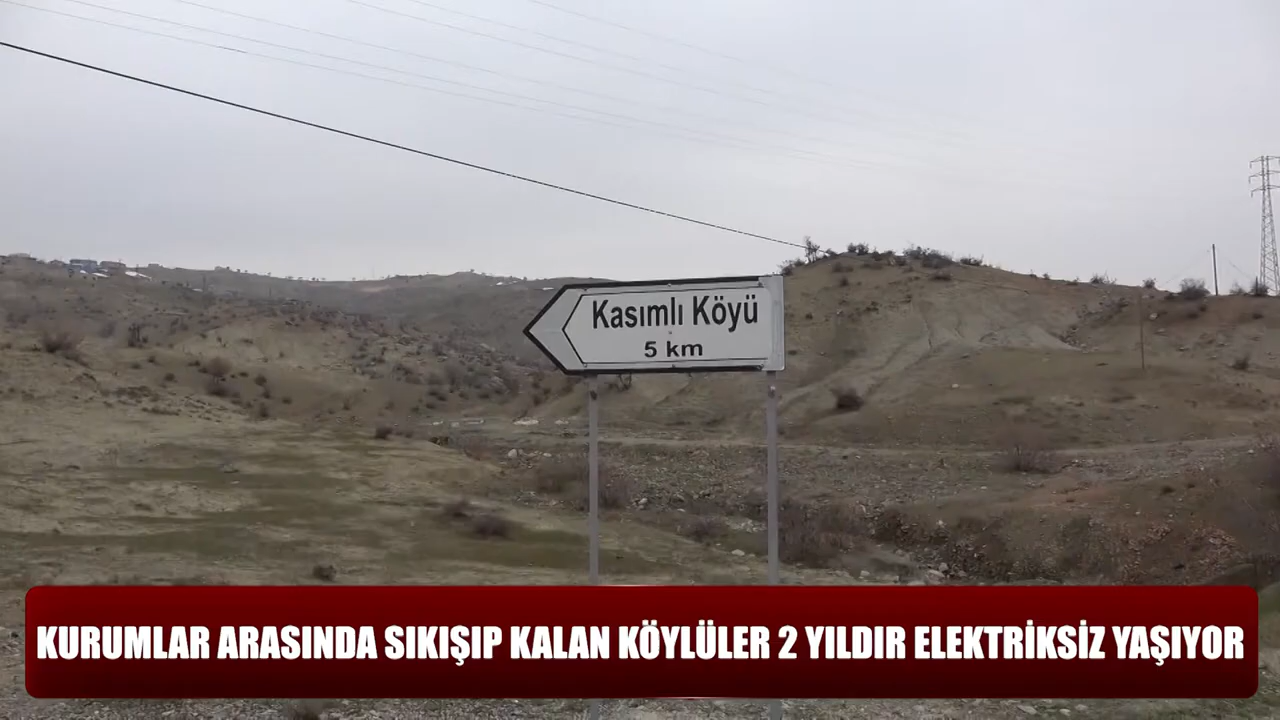 Kasımlı Köyü
5 km
KURUMLAR ARASINDA SIKIŞIP KALAN KÖYLÜLER 2 YILDIR ELEKTRİKSİZ YAŞIYOR